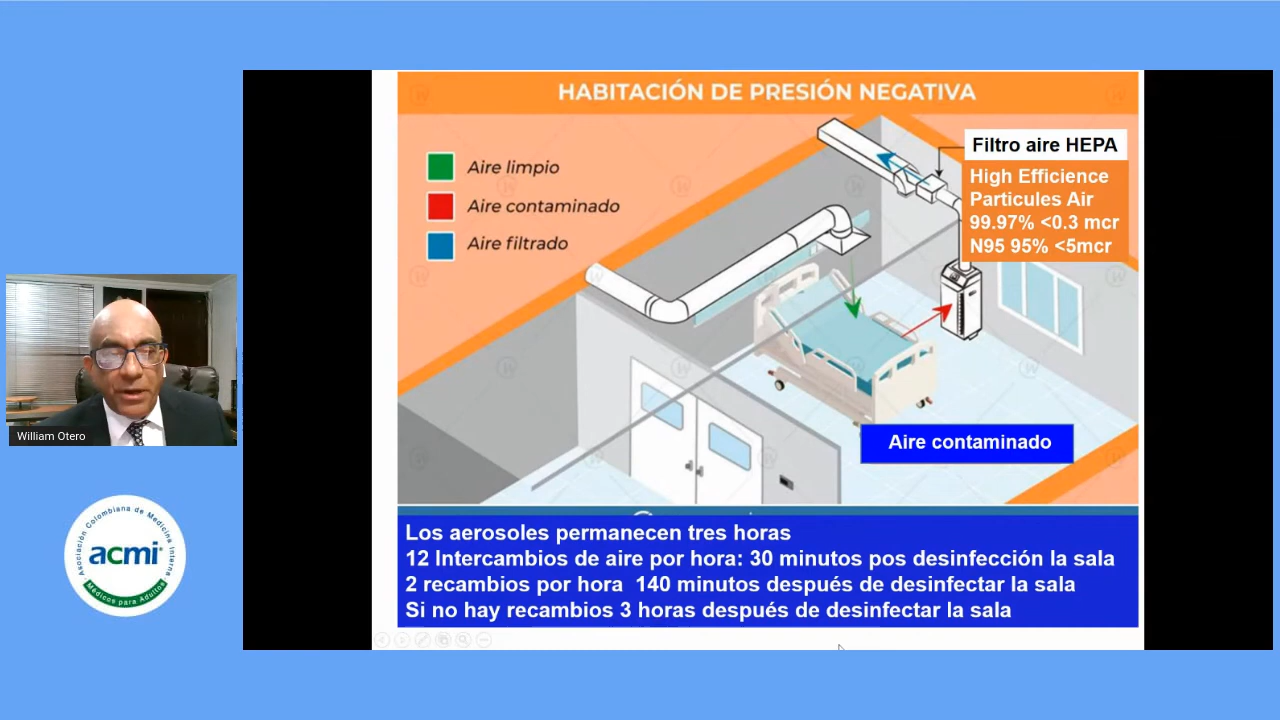 HABITACIÓN DE PRESIÓN NEGATIVA
Aire limpio
Aire contaminado
Aire filtrado
Filtro aire HEPA
High Efficience
Particules Air
99.97% <0.3 mcr
N95 95% <5mcr
Aire contaminado
Los aerosoles permanecen tres horas
12 Intercambios de aire por hora: 30 minutos pos desinfección la sala
2 recambios por hora 140 minutos después de desinfectar la sala
Si no hay recambios 3 horas después de desinfectar la sala
William Otero
Asociación Colombiana de Medicina Interna
acmi
Médicos para Adultos